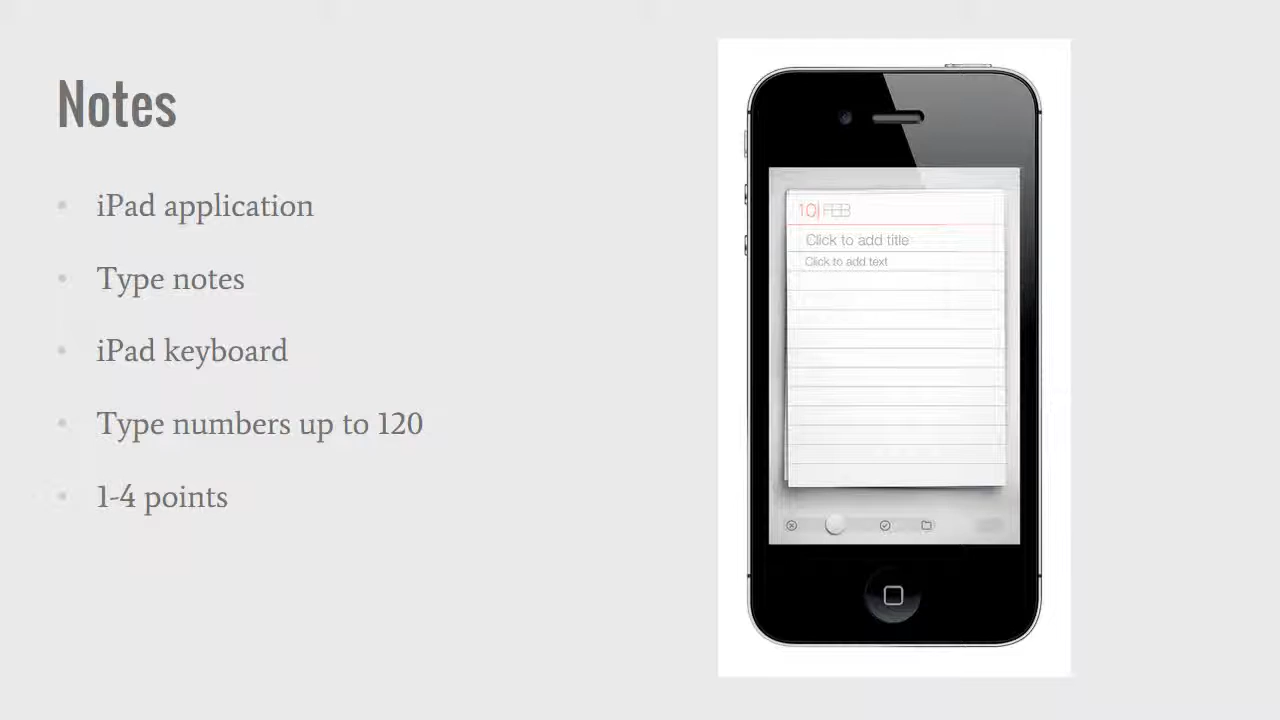 Notes
• iPad application
• Type notes
• iPad keyboard
• Type numbers up to 120
• 1-4 points
10 FEB
Click to add title
Click to add text